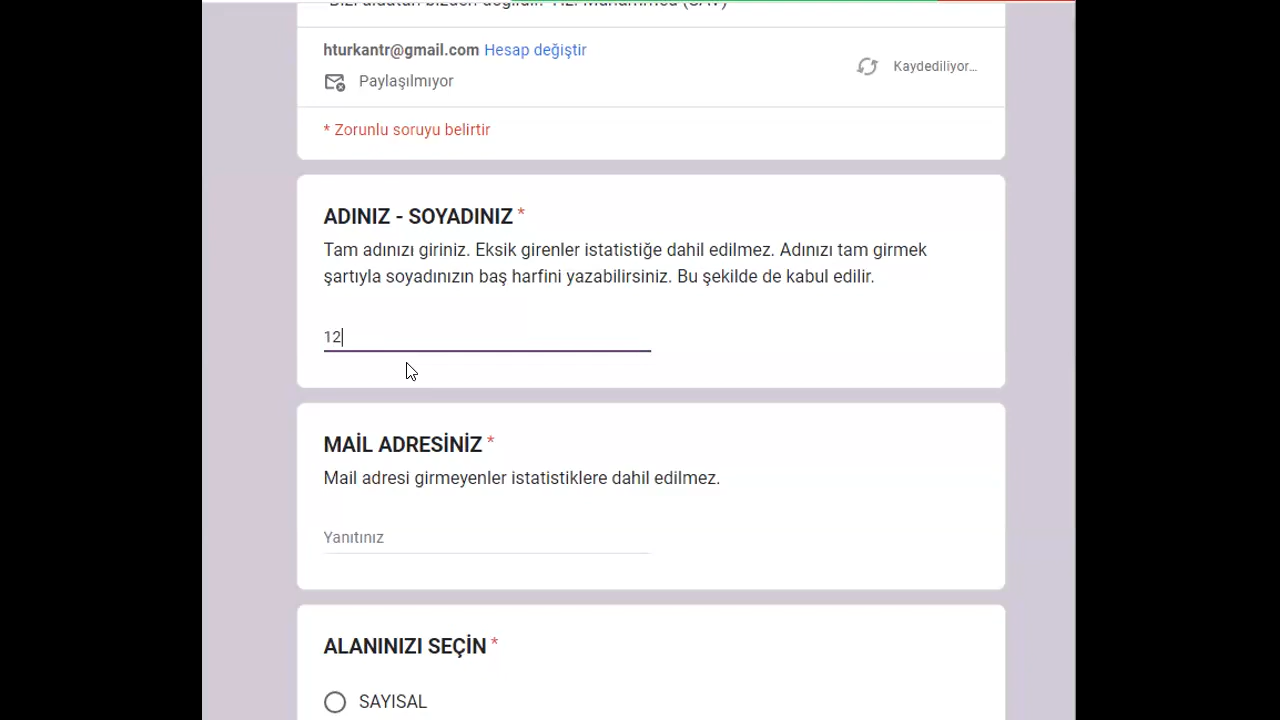 hturkantr@gmail.com Hesap değiştir
Kaydediliyor...
Paylaşılmıyor
* Zorunlu soruyu belirtir
ADINIZ - SOYADINIZ *
Tam adınızı giriniz. Eksik girenler istatistiğe dahil edilmez. Adınızı tam girmek
şartıyla soyadınızın baş harfini yazabilirsiniz. Bu şekilde de kabul edilir.
12
MAİL ADRESİNİZ *
Mail adresi girmeyenler istatistiklere dahil edilmez.
Yanıtınız
ALANINIZI SEÇİN *
SAYISAL